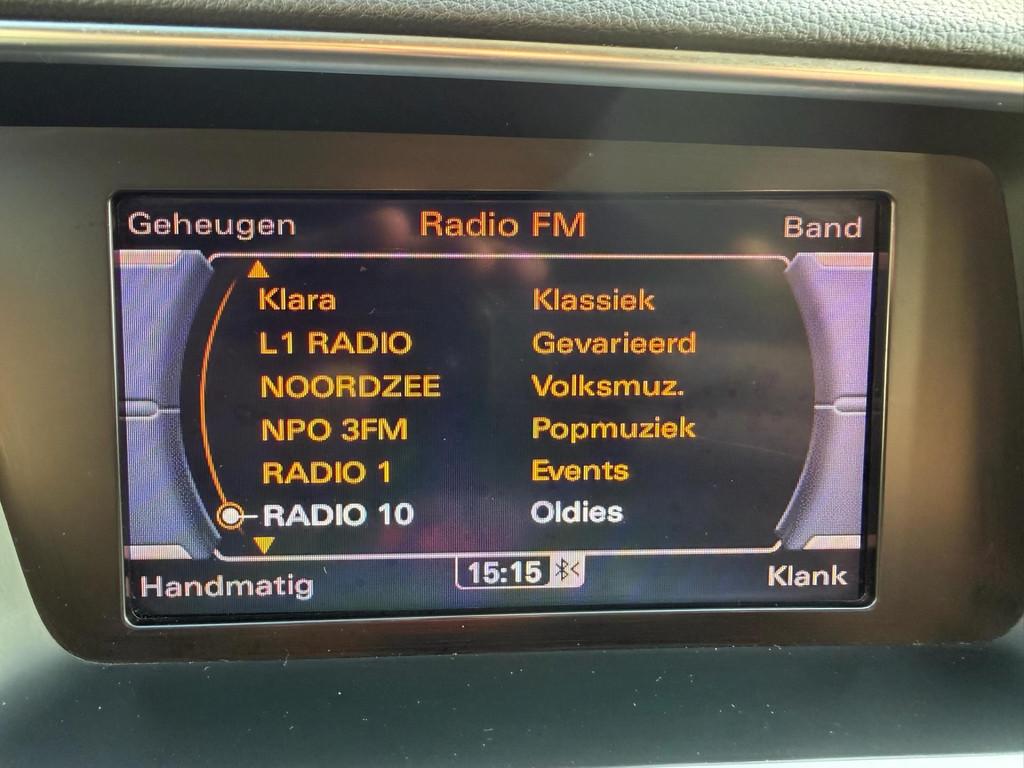 Geheugen Radio FM Band
Klara Klassiek
L1 RADIO Gevarieerd
NOORDZEE Volksmuz.
NPO 3FM Popmuziek
RADIO 1 Events
RADIO 10 Oldies
Handmatig 15:15 Klank